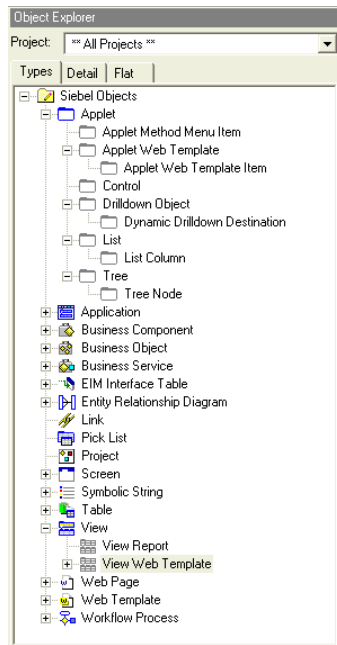 Object Explorer
Project: ** All Projects **
Types Detail Flat
Siebel Objects
Applet
Applet Method Menu Item
Applet Web Template
Applet Web Template Item
Control
Drilldown Object
Dynamic Drilldown Destination
List
List Column
Tree
Tree Node
Application
Business Component
Business Object
Business Service
EIM Interface Table
Entity Relationship Diagram
Link
Pick List
Project
Screen
Symbolic String
Table
View
View Report
View Web Template
Web Page
Web Template
Workflow Process